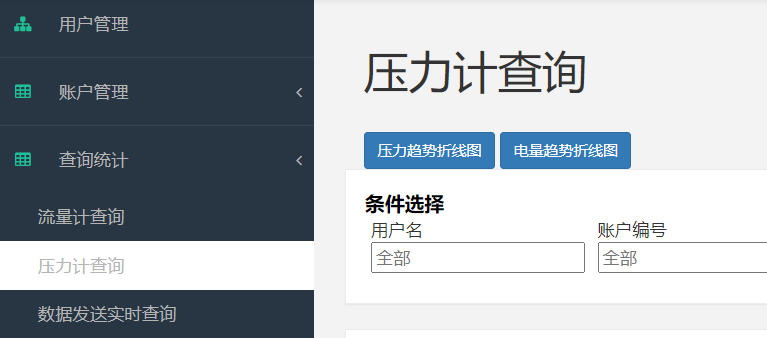 用户管理
账户管理
查询统计
流量计查询
压力计查询
数据发送实时查询
压力计查询
压力趋势折线图 电量趋势折线图
条件选择
用户名 账户编号
全部 全部